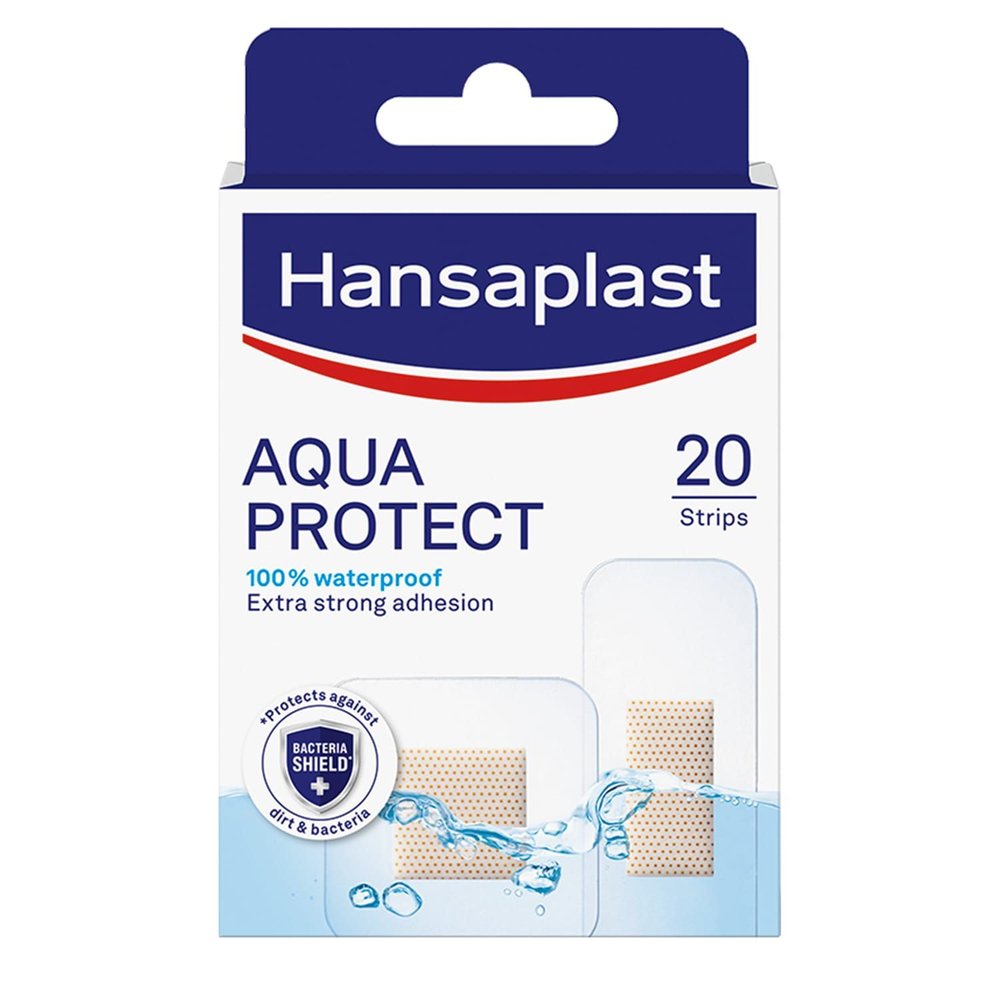 Hansaplast
AQUA
PROTECT
100% waterproof
Extra strong adhesion
20
Strips
*Protects against
BACTERIA
SHIELD*
dirt & bacteria